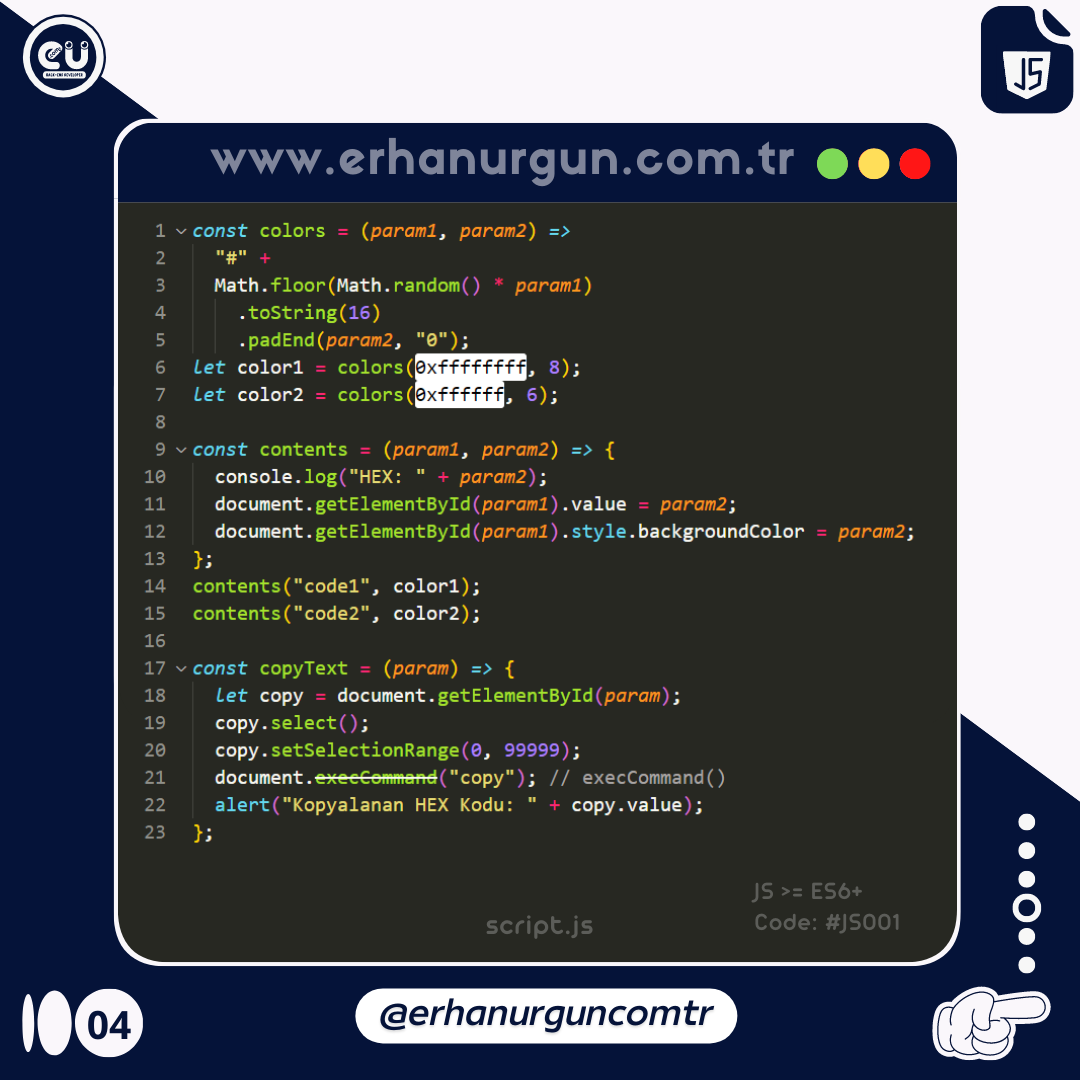 eü
BACK-END DEVELOPER
JS
www.erhanurgun.com.tr
1 const colors = (param1, param2) =>
2 "#" +
3 Math.floor(Math.random() * param1)
4 .toString(16)
5 .padEnd(param2, "0");
6 let color1 = colors(0xffffffff, 8);
7 let color2 = colors(0xffffff, 6);
8
9 const contents = (param1, param2) => {
10 console.log("HEX: " + param2);
11 document.getElementById(param1).value = param2;
12 document.getElementById(param1).style.backgroundColor = param2;
13 };
14 contents("code1", color1);
15 contents("code2", color2);
16
17 const copyText = (param) => {
18 let copy = document.getElementById(param);
19 copy.select();
20 copy.setSelectionRange(0, 99999);
21 document.execCommand("copy"); // execCommand()
22 alert("Kopyalanan HEX Kodu: " + copy.value);
23 };
JS >= ES6+
Code: #JS001
script.js
04
@erhanurguncomtr